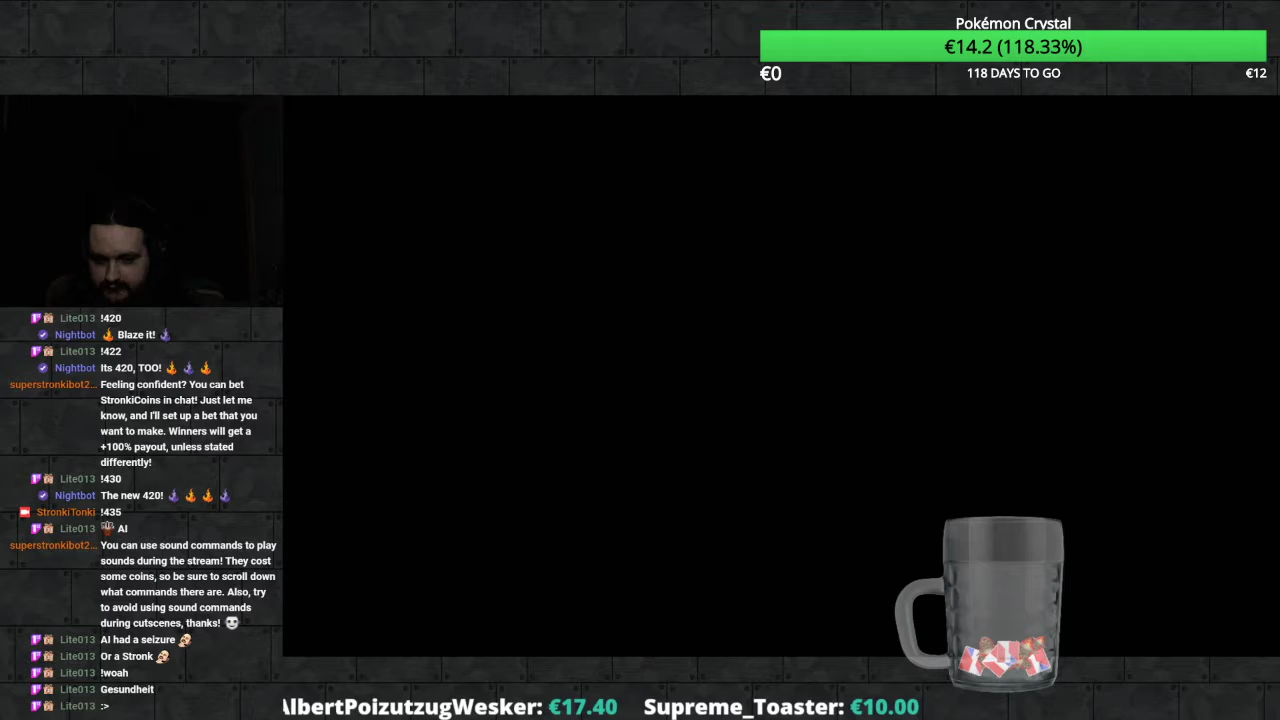 Pokémon Crystal
€14.2 (118.33%)
€0
118 DAYS TO GO
€12
Lite013 !420
Nightbot 🔥 Blaze it!
Lite013 !422
Nightbot Its 420, TOO! 🔥 🔥
superstronkibot2... Feeling confident? You can bet
StronkiCoins in chat! Just let me
know, and I'll set up a bet that you
want to make. Winners will get a
+100% payout, unless stated
differently!
Lite013 !430
Nightbot The new 420! 🔥 🔥
StronkiTonki !435
Lite013 AI
superstronkibot2... You can use sound commands to play
sounds during the stream! They cost
some coins, so be sure to scroll down
what commands there are. Also, try
to avoid using sound commands
during cutscenes, thanks!
Lite013 AI had a seizure
Lite013 Or a Stronk
Lite013 !woah
Lite013 Gesundheit
Lite013 :>
AlbertPoizutzugWesker: €17.40 Supreme_Toaster: €10.00